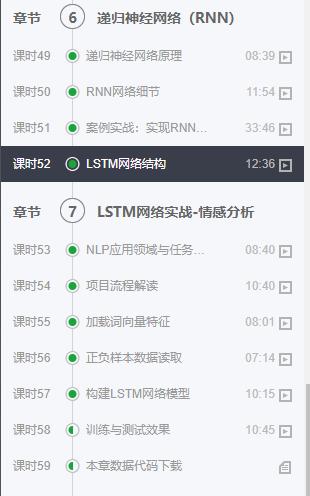 章节 6 递归神经网络（RNN）
课时49 递归神经网络原理 08:39
课时50 RNN网络细节 11:54
课时51 案例实战：实现RNN... 33:46
课时52 LSTM网络结构 12:36
章节 7 LSTM网络实战-情感分析
课时53 NLP应用领域与任务... 08:40
课时54 项目流程解读 10:40
课时55 加载词向量特征 08:01
课时56 正负样本数据读取 07:14
课时57 构建LSTM网络模型 10:15
课时58 训练与测试效果 10:45
课时59 本章数据代码下载